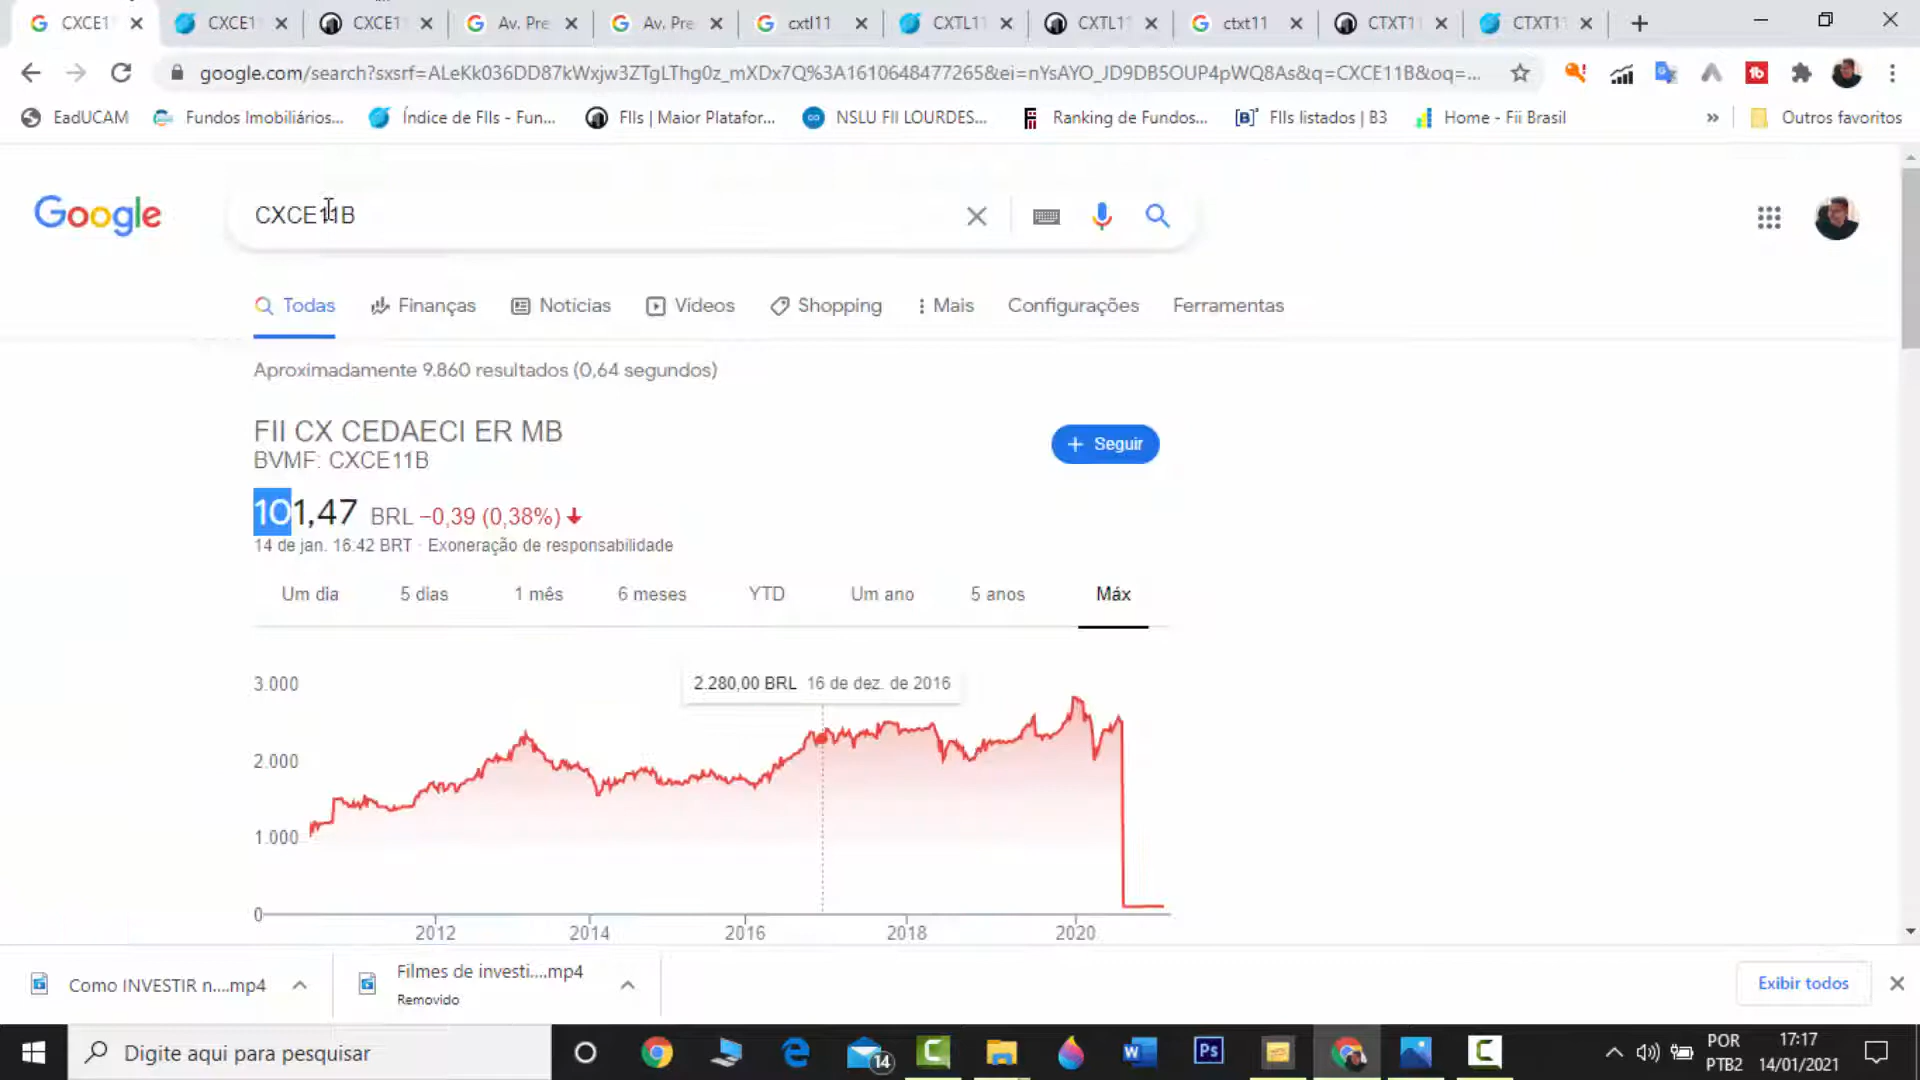 CXCE1
CXCE1
CXCE1
Av. Pre
Av. Pre
cxtl11
CXTL11
CXTL11
ctxt11
CTXT11
CTXT11
google.com/search?sxsrf=ALeKk036DD87kWxjw3ZTgLThg0z_mXDx7Q%3A1610648477265&ei=nYsAYO_JD9DB5OUP4pWQ8As&q=CXCE11B&oq=...
EadUCAM
Fundos Imobiliários...
Índice de FIIs - Fun...
FIIs | Maior Platafor...
NSLU FII LOURDES...
Ranking de Fundos...
[B]³ FIIs listados | B3
Home - Fii Brasil
»
Outros favoritos
Google
CXCE11B
Todas
Finanças
Notícias
Vídeos
Shopping
Mais
Configurações
Ferramentas
Aproximadamente 9.860 resultados (0,64 segundos)
FII CX CEDAECI ER MB
BVMF: CXCE11B
+ Seguir
101,47 BRL −0,39 (0,38%)
14 de jan. 16:42 BRT · Exoneração de responsabilidade
Um dia
5 dias
1 mês
6 meses
YTD
Um ano
5 anos
Máx
2.280,00 BRL 16 de dez. de 2016
3.000
2.000
1.000
0
2012
2014
2016
2018
2020
Como INVESTIR n....mp4
Filmes de investi....mp4
Removido
Exibir todos
Digite aqui para pesquisar
14
W
Ps
POR
PTB2
17:17
14/01/2021